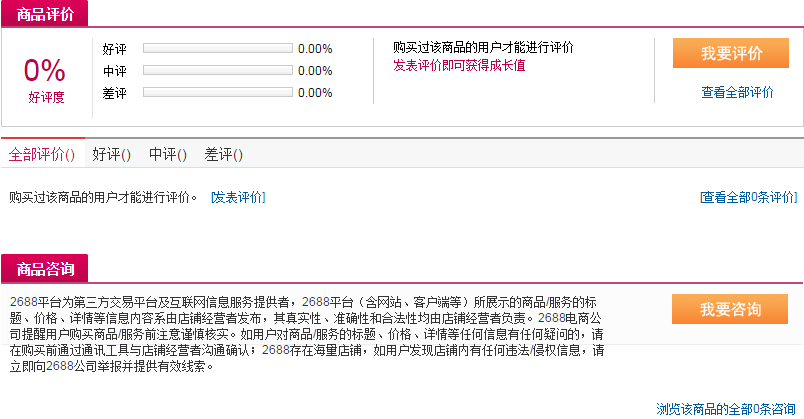 商品评价
0%
好评度
好评 0.00%
中评 0.00%
差评 0.00%
购买过该商品的用户才能进行评价
发表评价即可获得成长值
我要评价
查看全部评价
全部评价() 好评() 中评() 差评()
购买过该商品的用户才能进行评价。 [发表评价] [查看全部0条评价]
商品咨询
2688平台为第三方交易平台及互联网信息服务提供者，2688平台（含网站、客户端等）所展示的商品/服务的标
题、价格、详情等信息内容系由店铺经营者发布，其真实性、准确性和合法性均由店铺经营者负责。2688电商公
司提醒用户购买商品/服务前注意谨慎核实。如用户对商品/服务的标题、价格、详情等任何信息有任何疑问的，请
在购买前通过通讯工具与店铺经营者沟通确认；2688存在海量店铺，如用户发现店铺内有任何违法/侵权信息，请
立即向2688公司举报并提供有效线索。
我要咨询
浏览该商品的全部0条咨询